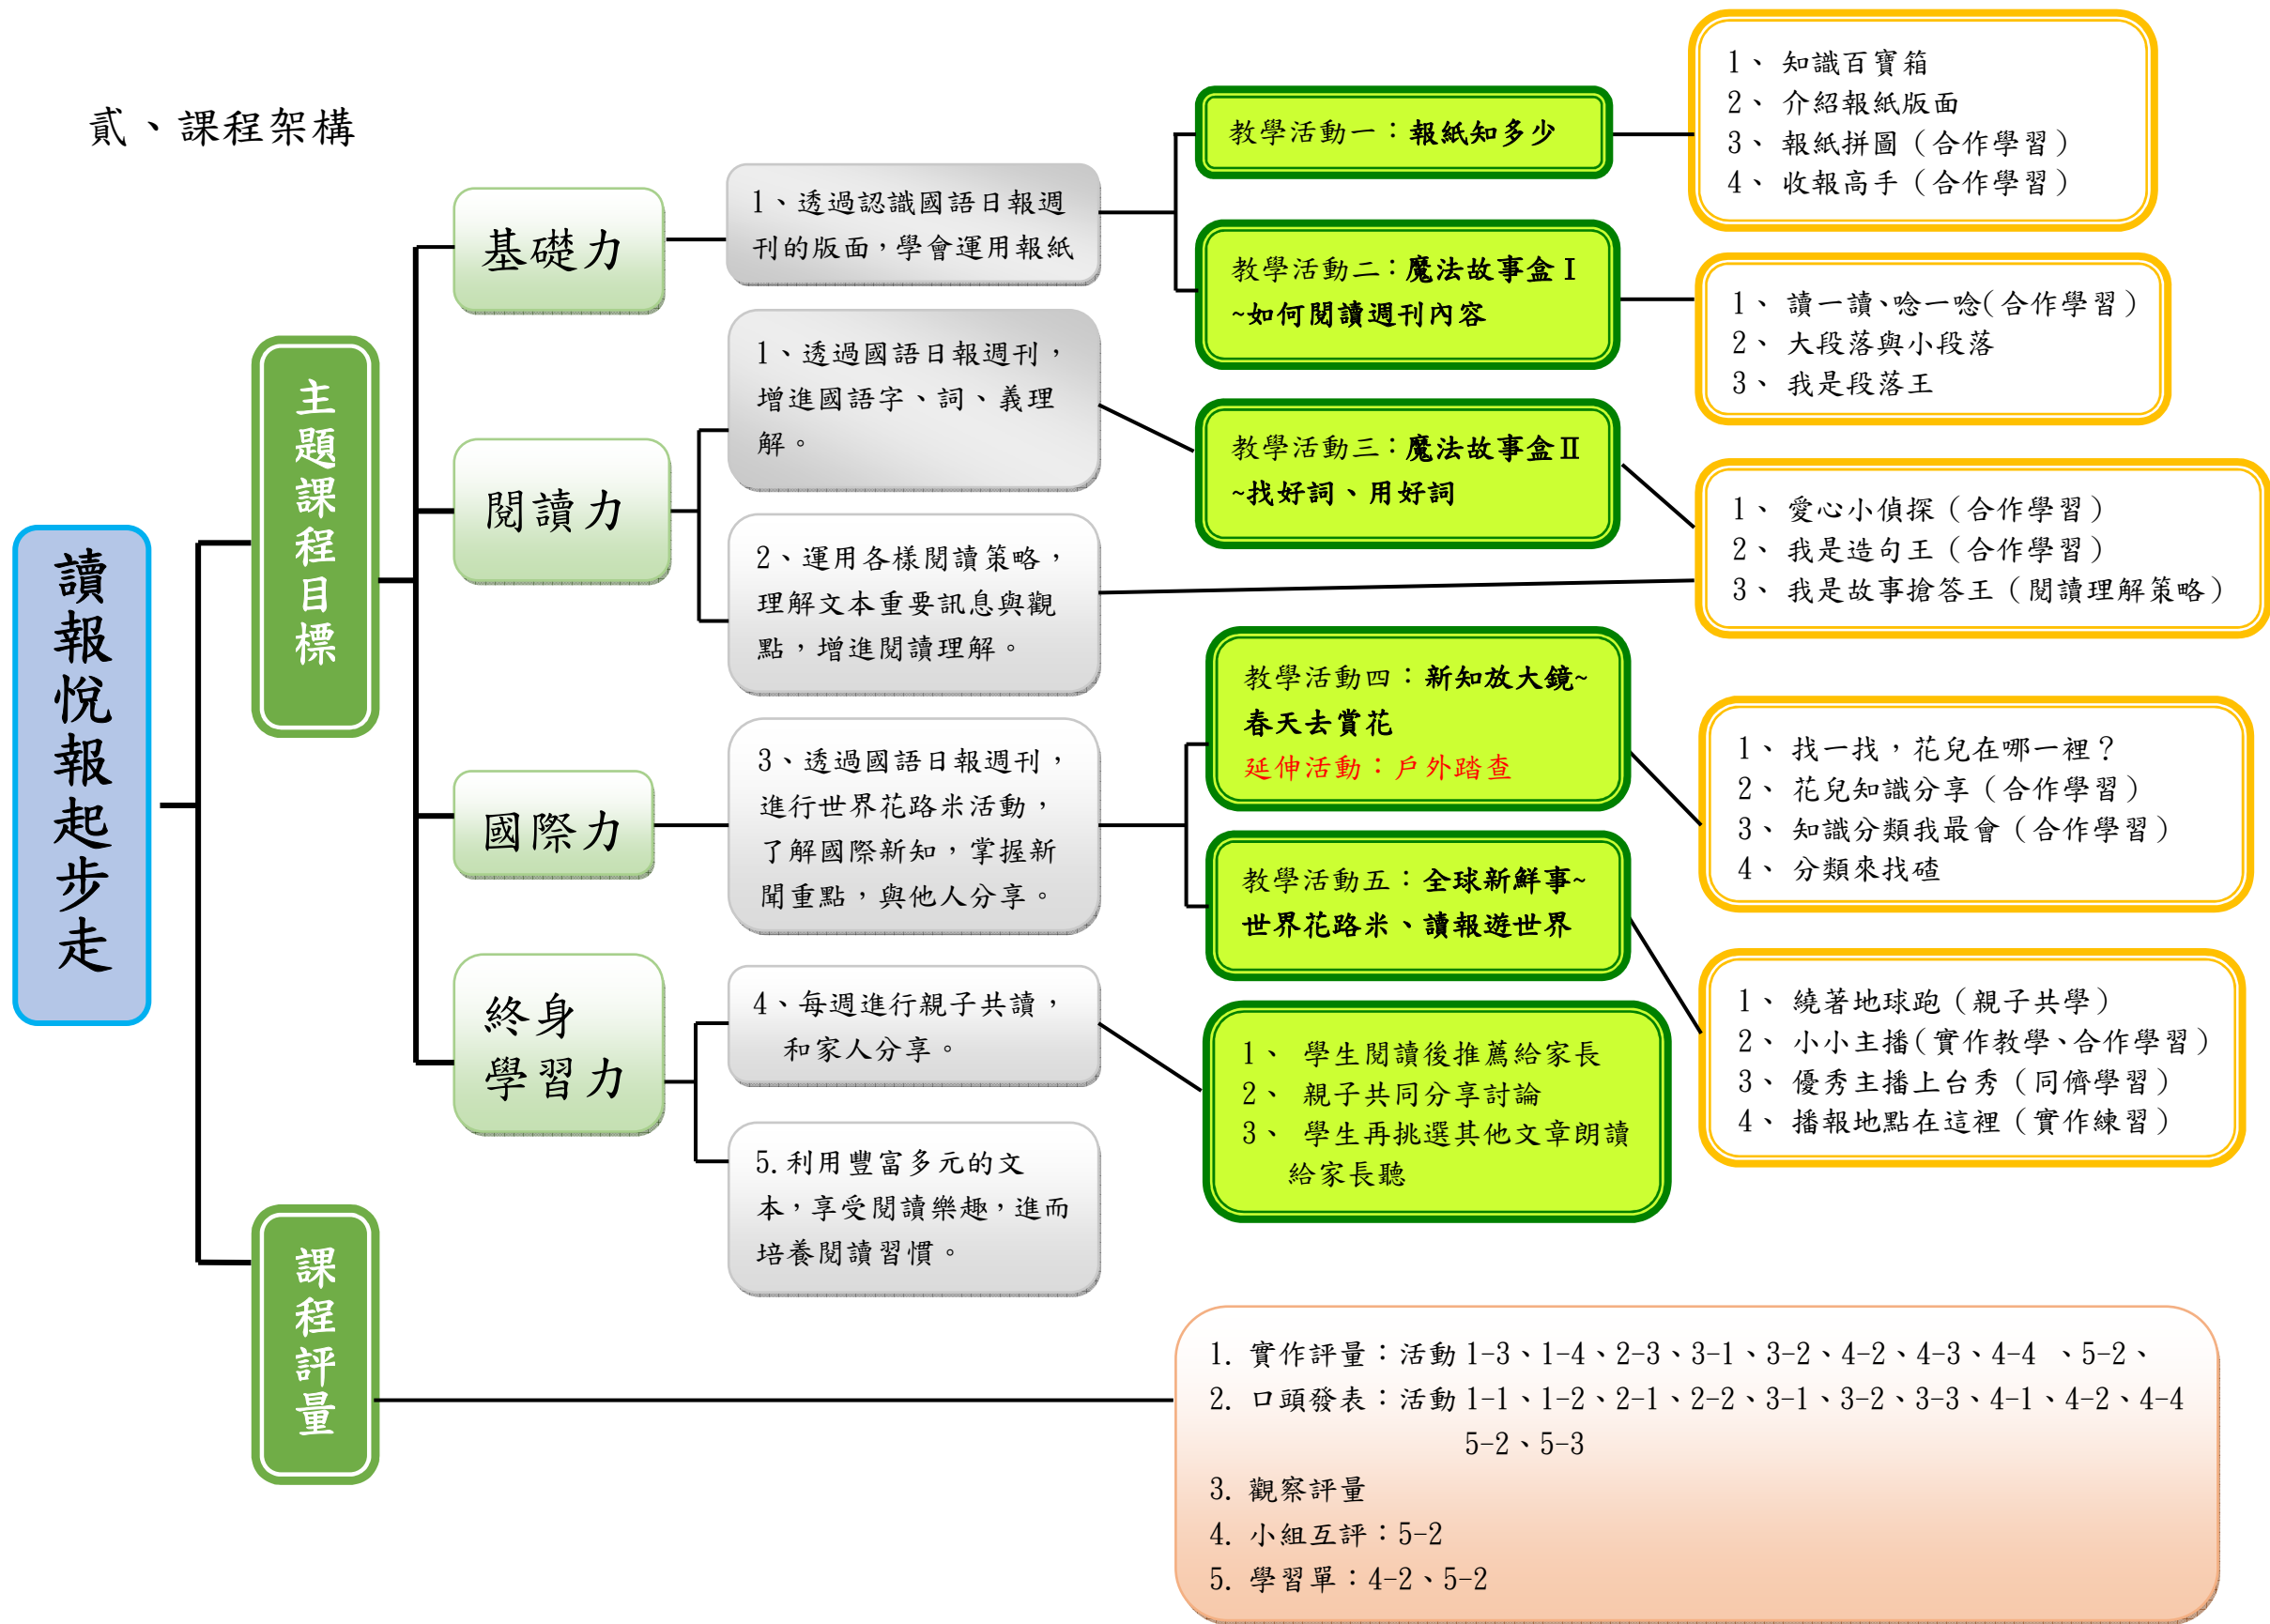 貳、課程架構
讀報悅報起步走
主題課程目標
基礎力
1、透過認識國語日報週
刊的版面，學會運用報紙
教學活動一：報紙知多少
1、 知識百寶箱
2、 介紹報紙版面
3、 報紙拼圖（合作學習）
4、 收報高手（合作學習）
教學活動二：魔法故事盒Ⅰ
~如何閱讀週刊內容
1、 讀一讀、唸一唸(合作學習）
2、 大段落與小段落
3、 我是段落王
閱讀力
1、透過國語日報週刊，
增進國語字、詞、義理
解。
教學活動三：魔法故事盒Ⅱ
~找好詞、用好詞
2、運用各樣閱讀策略，
理解文本重要訊息與觀
點，增進閱讀理解。
1、 愛心小偵探（合作學習）
2、 我是造句王（合作學習）
3、 我是故事搶答王（閱讀理解策略）
國際力
3、透過國語日報週刊，
進行世界花路米活動，
了解國際新知，掌握新
聞重點，與他人分享。
教學活動四：新知放大鏡~
春天去賞花
延伸活動：戶外踏查
1、 找一找，花兒在哪一裡？
2、 花兒知識分享（合作學習）
3、 知識分類我最會（合作學習）
4、 分類來找碴
教學活動五：全球新鮮事~
世界花路米、讀報遊世界
1、 繞著地球跑（親子共學）
2、 小小主播(實作教學、合作學習）
3、 優秀主播上台秀（同儕學習）
4、 播報地點在這裡（實作練習）
終身
學習力
4、每週進行親子共讀，
和家人分享。
1、 學生閱讀後推薦給家長
2、 親子共同分享討論
3、 學生再挑選其他文章朗讀
給家長聽
5.利用豐富多元的文
本，享受閱讀樂趣，進而
培養閱讀習慣。
課程評量
1. 實作評量：活動 1-3、1-4、2-3、3-1、3-2、4-2、4-3、4-4 、5-2、
2. 口頭發表：活動 1-1、1-2、2-1、2-2、3-1、3-2、3-3、4-1、4-2、4-4
5-2、5-3
3. 觀察評量
4. 小組互評：5-2
5. 學習單：4-2、5-2